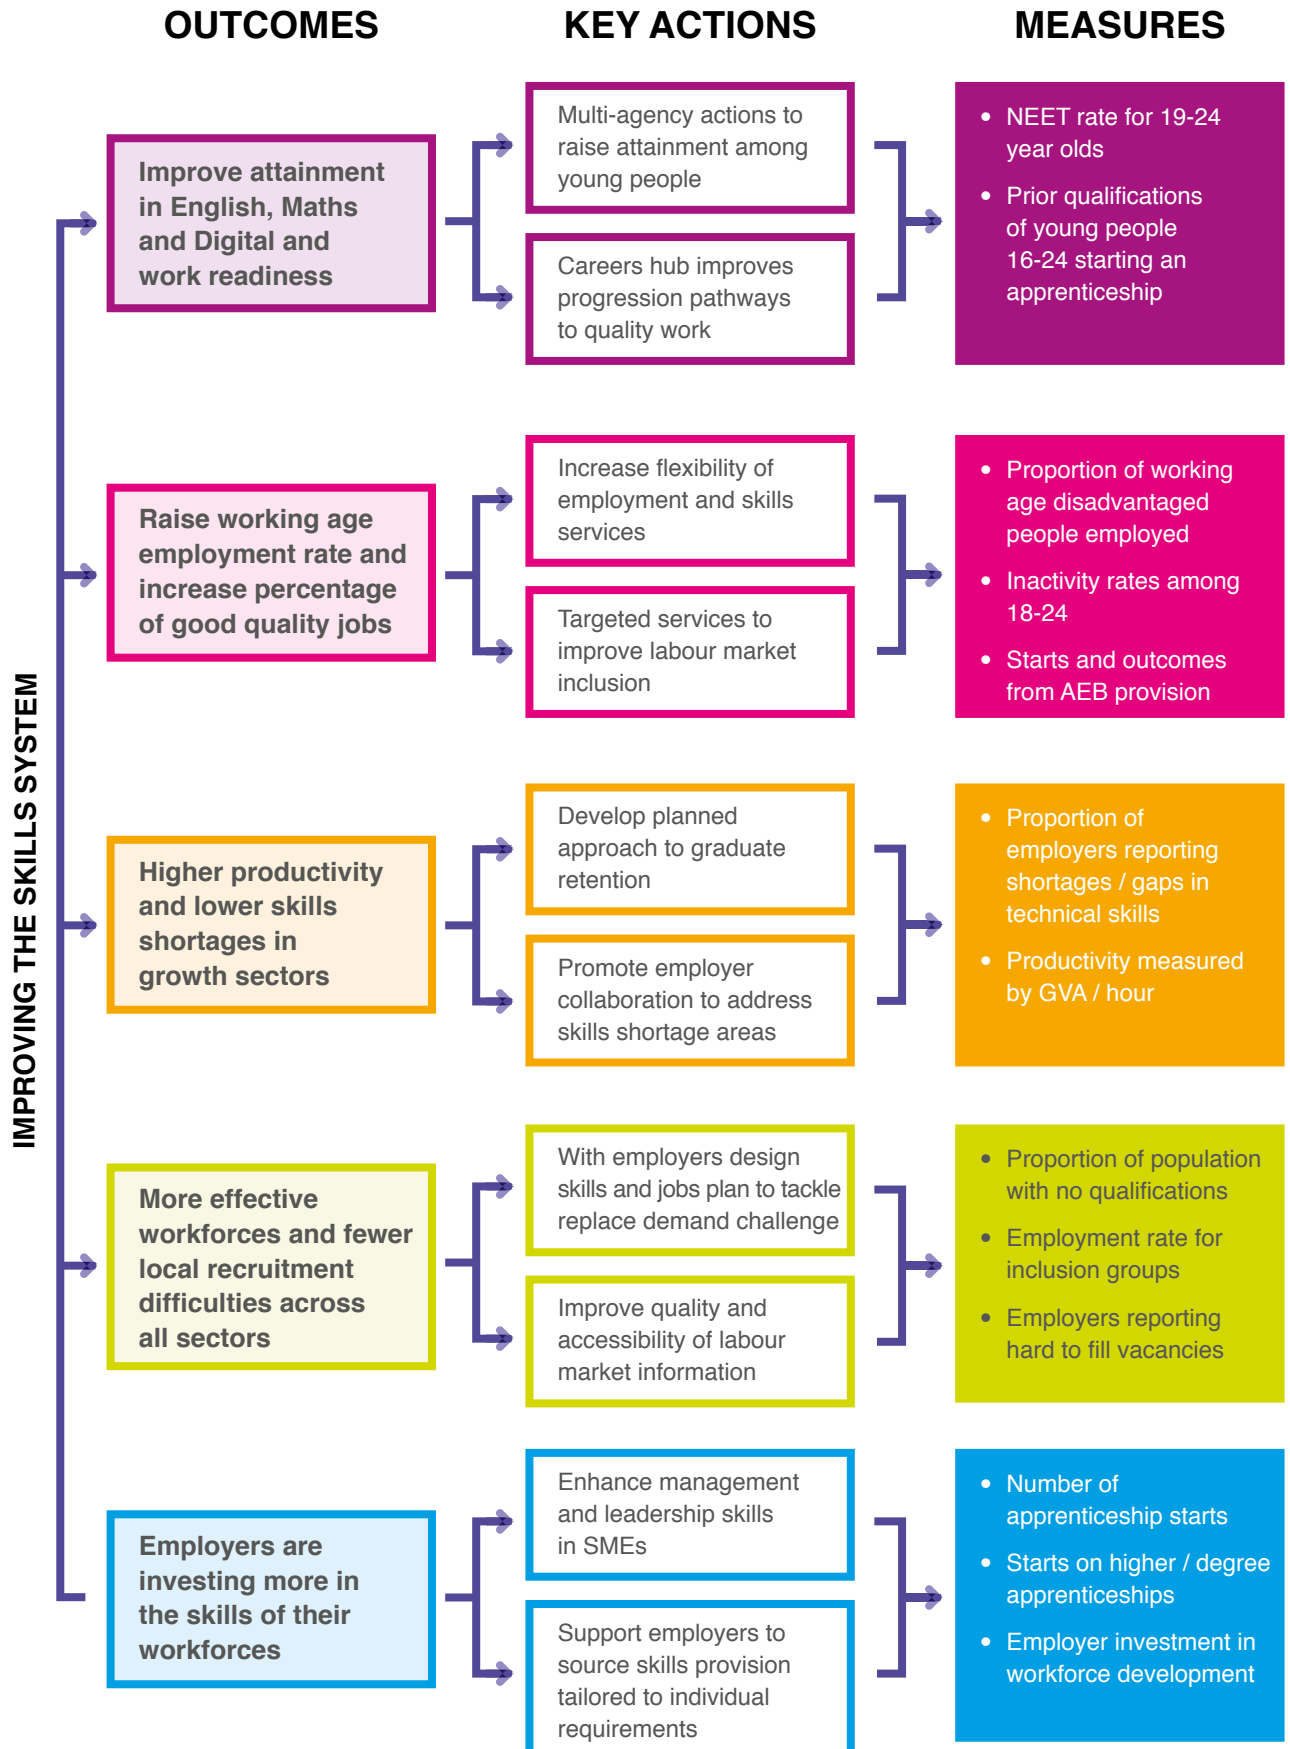 OUTCOMES
KEY ACTIONS
MEASURES
IMPROVING THE SKILLS SYSTEM
Improve attainment
in English, Maths
and Digital and
work readiness
Multi-agency actions to
raise attainment among
young people
Careers hub improves
progression pathways
to quality work
• NEET rate for 19-24
year olds
• Prior qualifications
of young people
16-24 starting an
apprenticeship
Raise working age
employment rate and
increase percentage
of good quality jobs
Increase flexibility of
employment and skills
services
Targeted services to
improve labour market
inclusion
• Proportion of working
age disadvantaged
people employed
• Inactivity rates among
18-24
• Starts and outcomes
from AEB provision
Higher productivity
and lower skills
shortages in
growth sectors
Develop planned
approach to graduate
retention
Promote employer
collaboration to address
skills shortage areas
• Proportion of
employers reporting
shortages / gaps in
technical skills
• Productivity measured
by GVA / hour
More effective
workforces and fewer
local recruitment
difficulties across
all sectors
With employers design
skills and jobs plan to tackle
replace demand challenge
Improve quality and
accessibility of labour
market information
• Proportion of population
with no qualifications
• Employment rate for
inclusion groups
• Employers reporting
hard to fill vacancies
Employers are
investing more in
the skills of their
workforces
Enhance management
and leadership skills
in SMEs
Support employers to
source skills provision
tailored to individual
requirements
• Number of
apprenticeship starts
• Starts on higher / degree
apprenticeships
• Employer investment in
workforce development